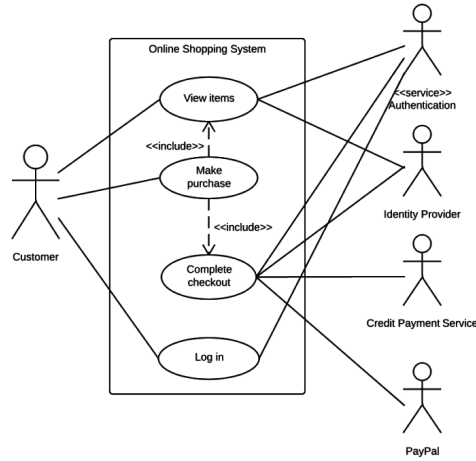 Online Shopping System
View items
<<service>>
Authentication
<<include>>
Make
purchase
Identity Provider
<<include>>
Customer
Complete
checkout
Credit Payment Service
Log in
PayPal